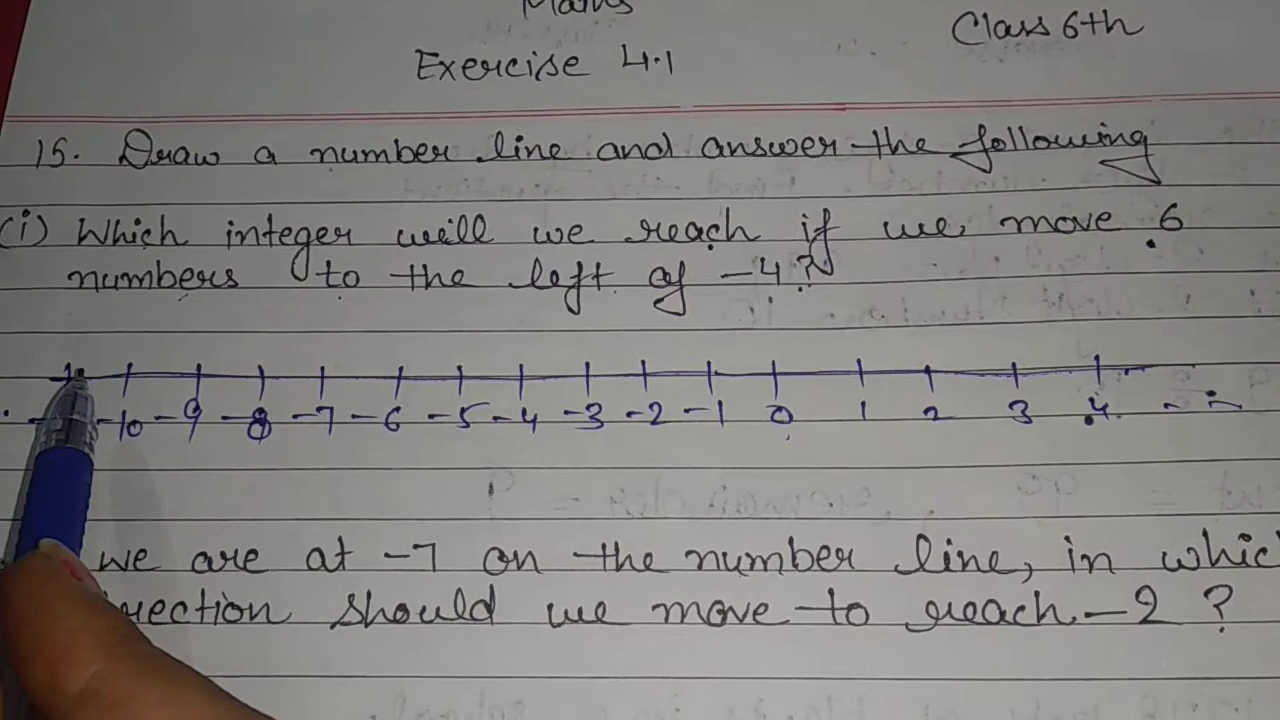 Maths
Class 6th
Exercise 4.1
15. Draw a number line and answer the following
(i) Which integer will we reach if we move 6
numbers to the left of -4?
-10 -9 -8 -7 -6 -5 -4 -3 -2 -1 0 1 2 3 4 - -
we are at -7 on the number line, in
should we move to reach -2 ?